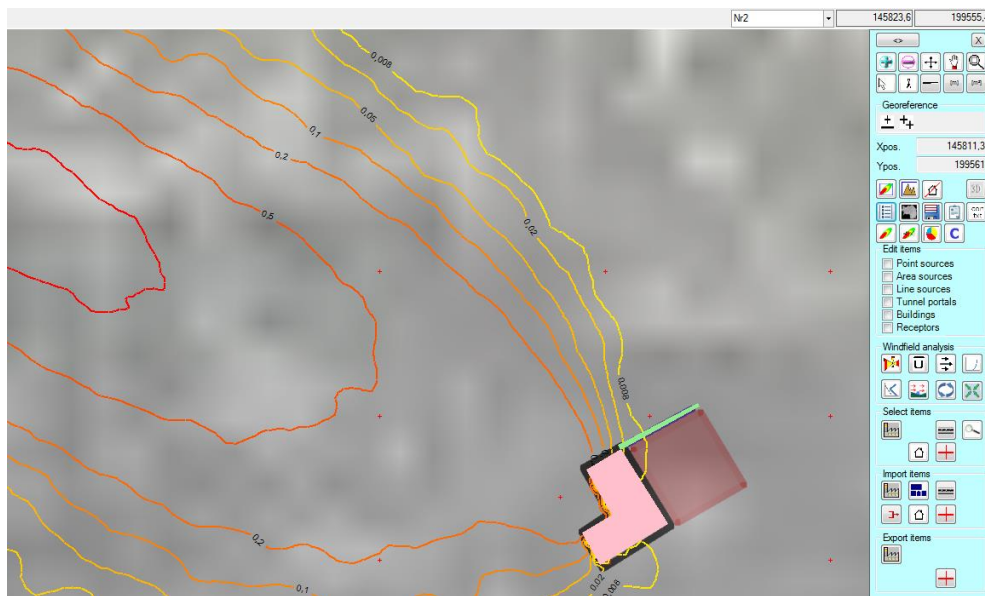 Nr2 145823,6 199555,
<> X
0,008
0,05
0,1
0,2
0,5
0,02
0,008
0,2
0,1
0,02
0,008
Georeference
Xpos. 145811,3
Ypos. 199561
3D
C
Edit items
Point sources
Area sources
Line sources
Tunnel portals
Buildings
Receptors
Windfield analysis
Select items
Import items
Export items